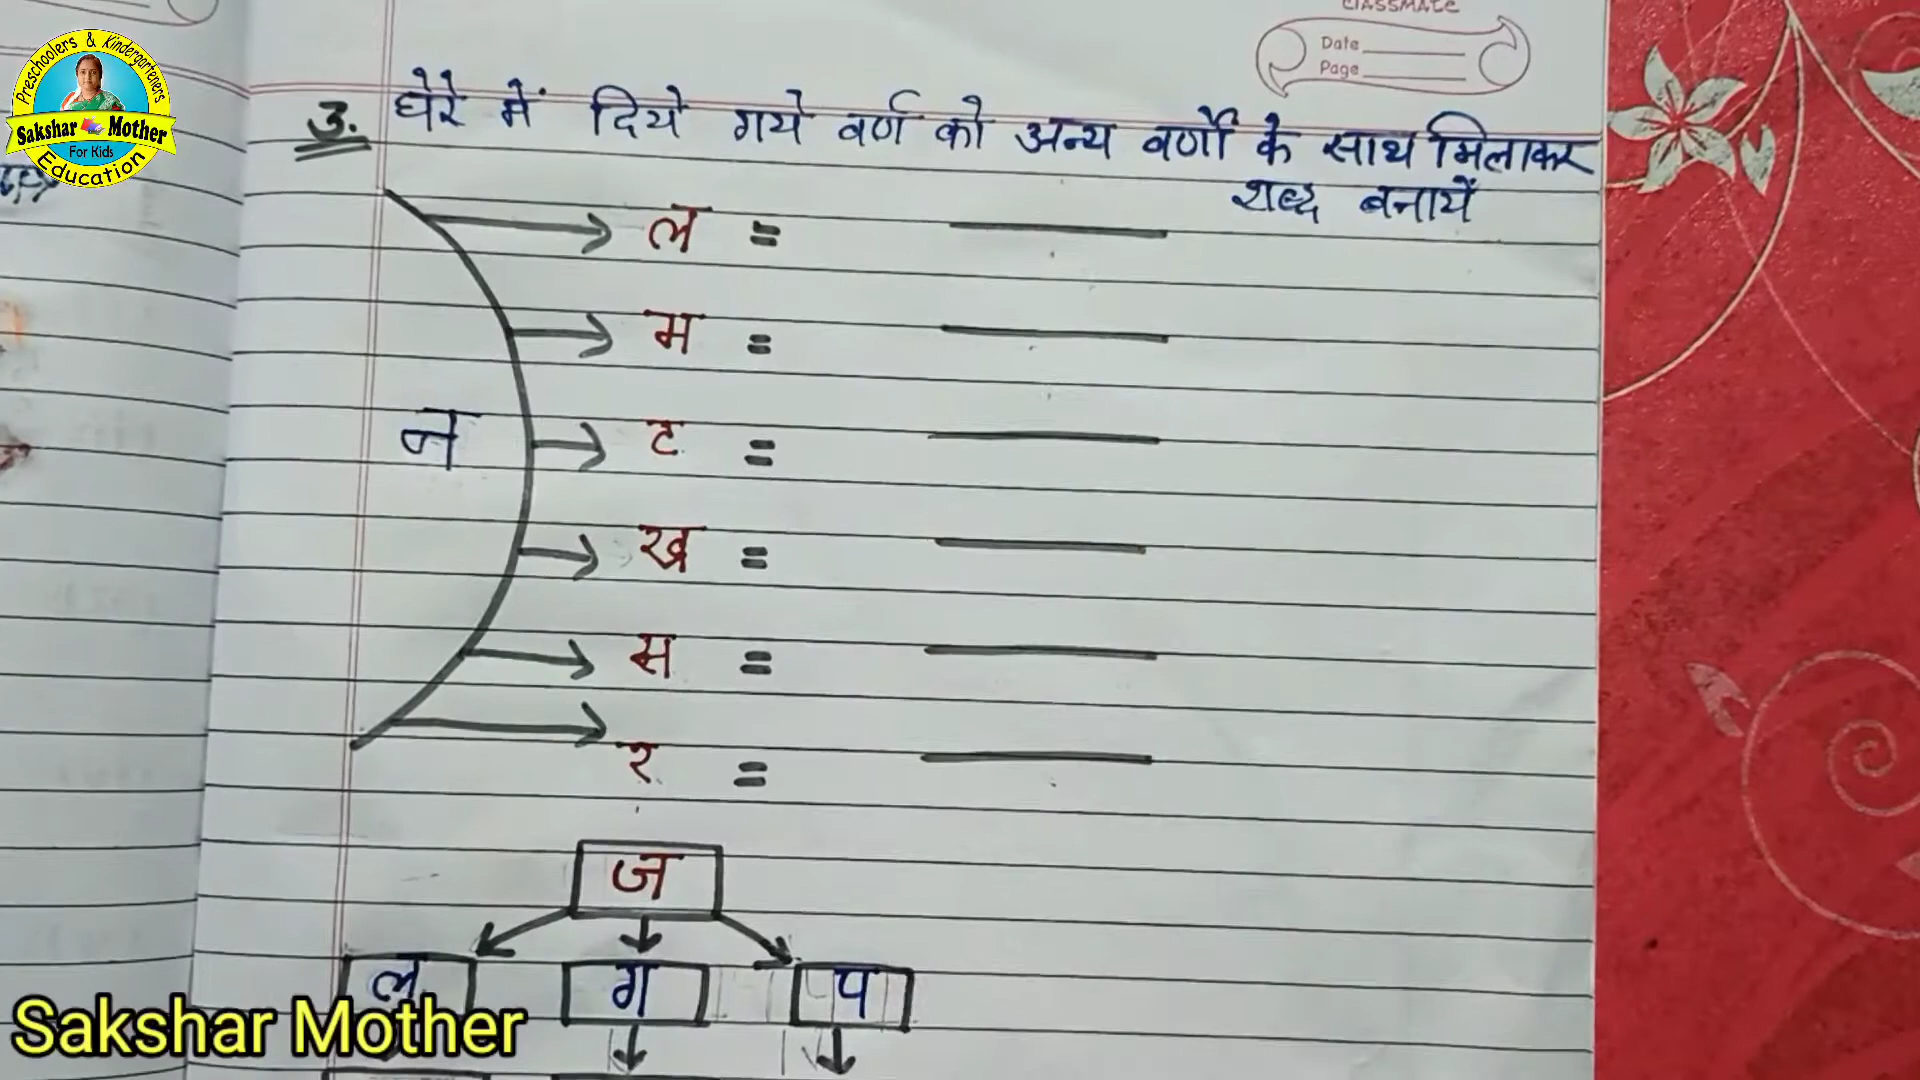 CLASSMATE
Date
Page
Preschoolers & Kindergarteners
Sakshar Mother
For Kids
Education
3. घेरे में दिये गये वर्ण को अन्य वर्णों के साथ मिलाकर
शब्द बनायें
ल =
म =
न ट =
ख =
स =
र =
ज
ल ग प
Sakshar Mother